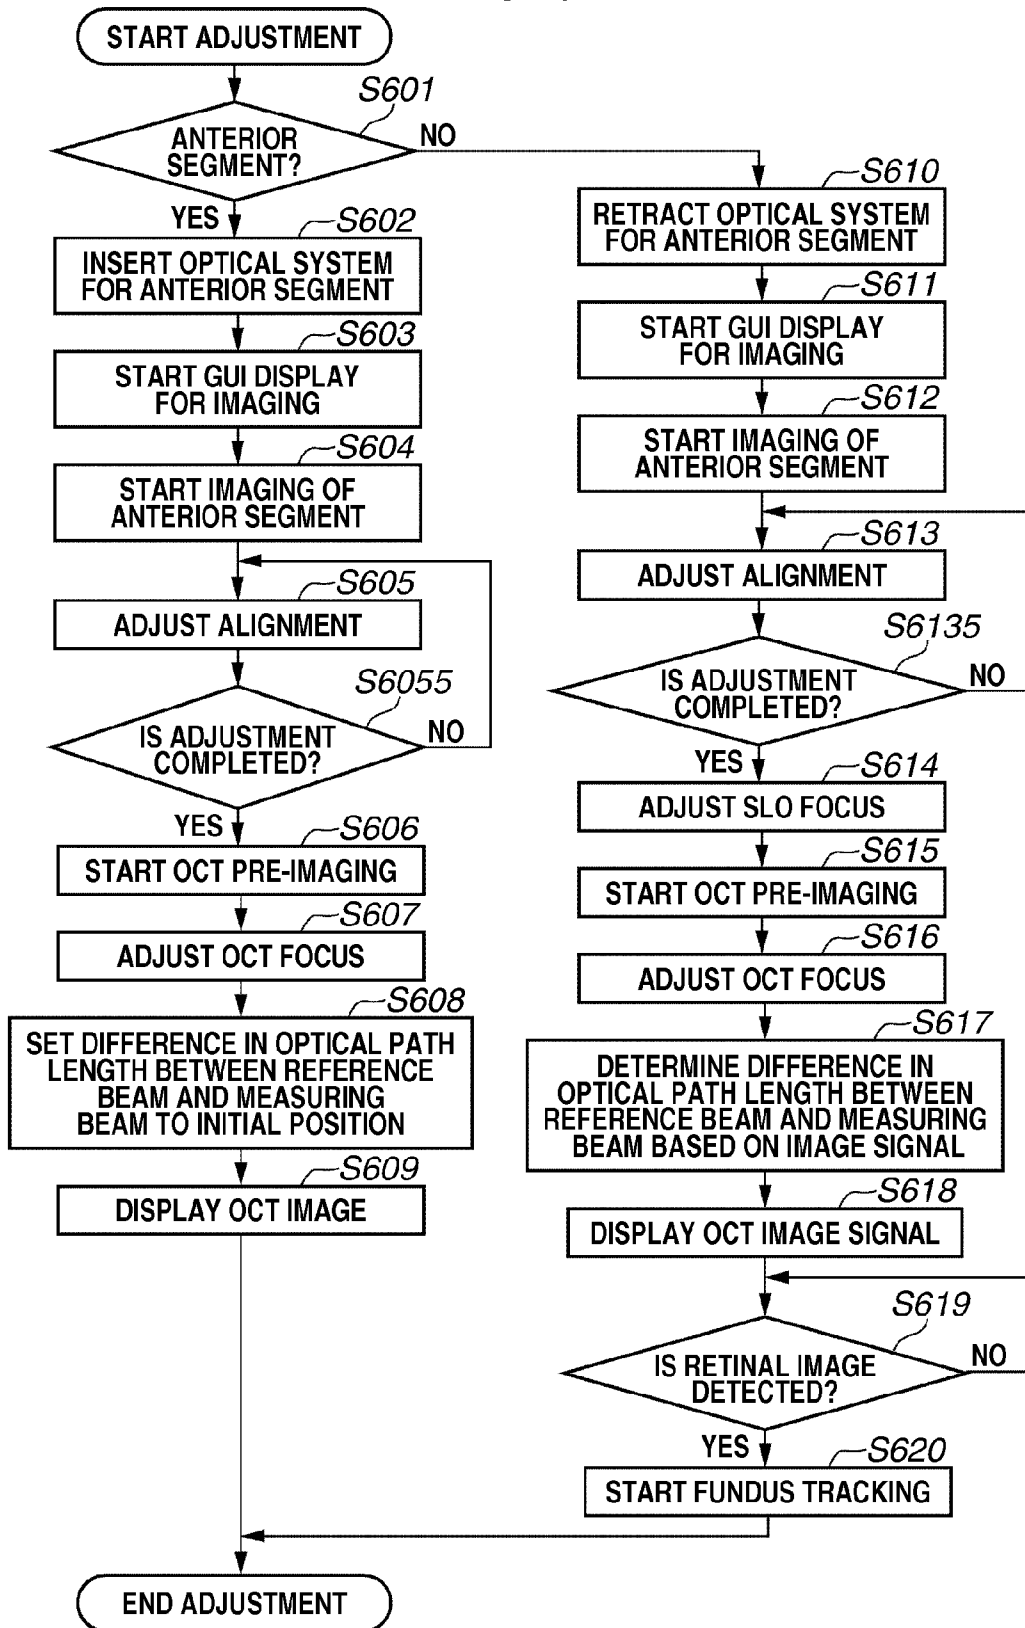 START ADJUSTMENT
S601
ANTERIOR
SEGMENT?
NO
YES
S602
INSERT OPTICAL SYSTEM
FOR ANTERIOR SEGMENT
S603
START GUI DISPLAY
FOR IMAGING
S604
START IMAGING OF
ANTERIOR SEGMENT
S605
ADJUST ALIGNMENT
S6055
IS ADJUSTMENT
COMPLETED?
NO
YES
S606
START OCT PRE-IMAGING
S607
ADJUST OCT FOCUS
S608
SET DIFFERENCE IN OPTICAL PATH
LENGTH BETWEEN REFERENCE
BEAM AND MEASURING
BEAM TO INITIAL POSITION
S609
DISPLAY OCT IMAGE
S610
RETRACT OPTICAL SYSTEM
FOR ANTERIOR SEGMENT
S611
START GUI DISPLAY
FOR IMAGING
S612
START IMAGING OF
ANTERIOR SEGMENT
S613
ADJUST ALIGNMENT
S6135
IS ADJUSTMENT
COMPLETED?
NO
YES
S614
ADJUST SLO FOCUS
S615
START OCT PRE-IMAGING
S616
ADJUST OCT FOCUS
S617
DETERMINE DIFFERENCE IN
OPTICAL PATH LENGTH BETWEEN
REFERENCE BEAM AND MEASURING
BEAM BASED ON IMAGE SIGNAL
S618
DISPLAY OCT IMAGE SIGNAL
S619
IS RETINAL IMAGE
DETECTED?
NO
YES
S620
START FUNDUS TRACKING
END ADJUSTMENT